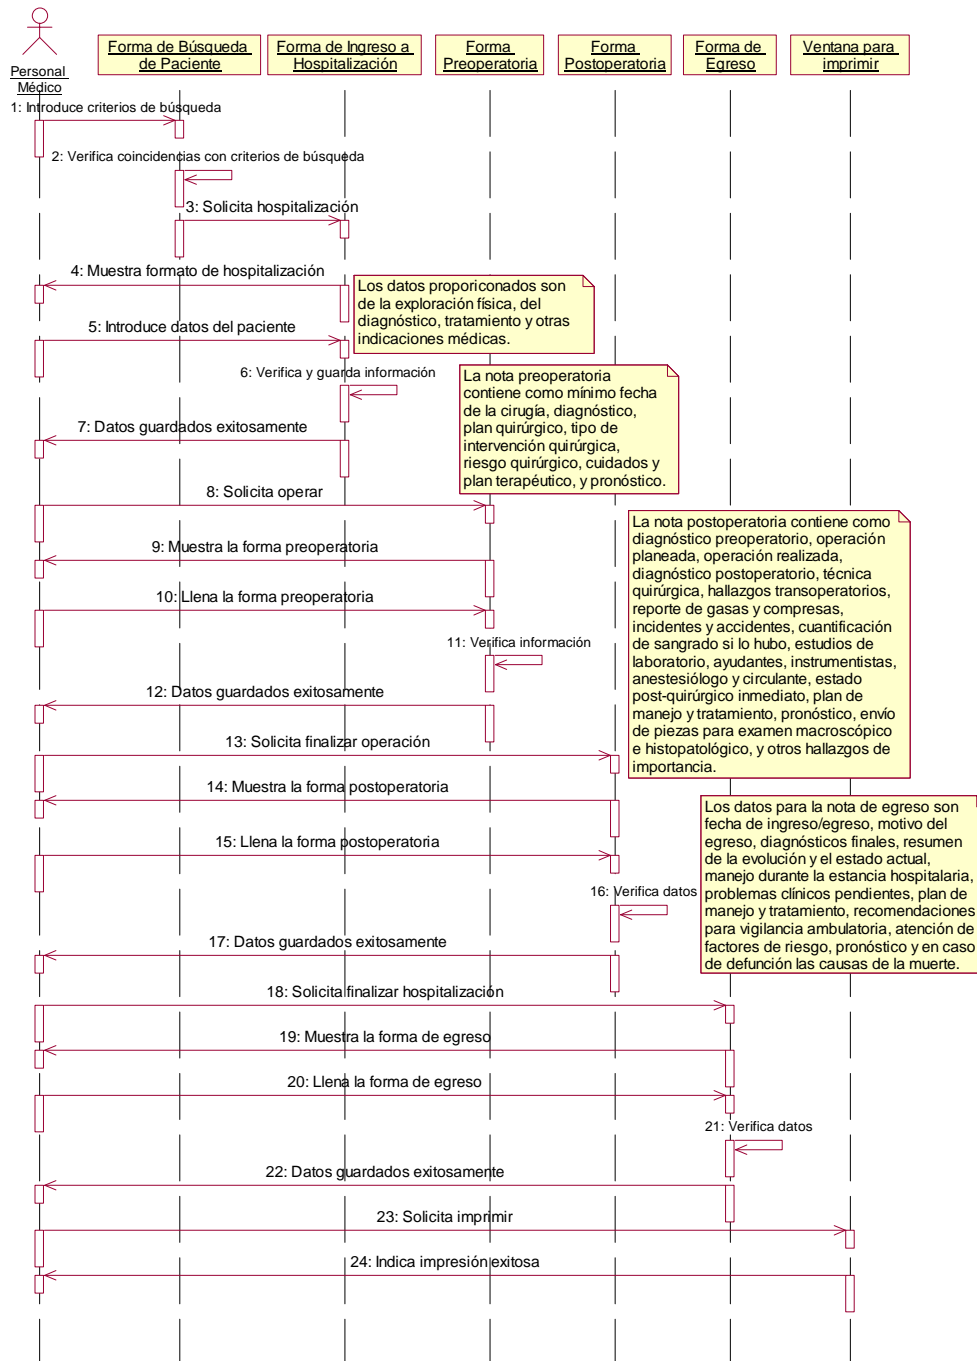 Personal
Médico
Forma de Búsqueda
de Paciente
Forma de Ingreso a
Hospitalización
Forma
Preoperatoria
Forma
Postoperatoria
Forma de
Egreso
Ventana para
imprimir
1: Introduce criterios de búsqueda
2: Verifica coincidencias con criterios de búsqueda
3: Solicita hospitalización
4: Muestra formato de hospitalización
Los datos proporiconados son
de la exploración física, del
diagnóstico, tratamiento y otras
indicaciones médicas.
5: Introduce datos del paciente
6: Verifica y guarda información
La nota preoperatoria
contiene como mínimo fecha
de la cirugía, diagnóstico,
plan quirúrgico, tipo de
intervención quirúrgica,
riesgo quirúrgico, cuidados y
plan terapéutico, y pronóstico.
7: Datos guardados exitosamente
8: Solicita operar
La nota postoperatoria contiene como
diagnóstico preoperatorio, operación
planeada, operación realizada,
diagnóstico postoperatorio, técnica
quirúrgica, hallazgos transoperatorios,
reporte de gasas y compresas,
incidentes y accidentes, cuantificación
de sangrado si lo hubo, estudios de
laboratorio, ayudantes, instrumentistas,
anestesiólogo y circulante, estado
post-quirúrgico inmediato, plan de
manejo y tratamiento, pronóstico, envío
de piezas para examen macroscópico
e histopatológico, y otros hallazgos de
importancia.
9: Muestra la forma preoperatoria
10: Llena la forma preoperatoria
11: Verifica información
12: Datos guardados exitosamente
13: Solicita finalizar operación
14: Muestra la forma postoperatoria
Los datos para la nota de egreso son
fecha de ingreso/egreso, motivo del
egreso, diagnósticos finales, resumen
de la evolución y el estado actual,
manejo durante la estancia hospitalaria,
problemas clínicos pendientes, plan de
manejo y tratamiento, recomendaciones
para vigilancia ambulatoria, atención de
factores de riesgo, pronóstico y en caso
de defunción las causas de la muerte.
15: Llena la forma postoperatoria
16: Verifica datos
17: Datos guardados exitosamente
18: Solicita finalizar hospitalización
19: Muestra la forma de egreso
20: Llena la forma de egreso
21: Verifica datos
22: Datos guardados exitosamente
23: Solicita imprimir
24: Indica impresión exitosa